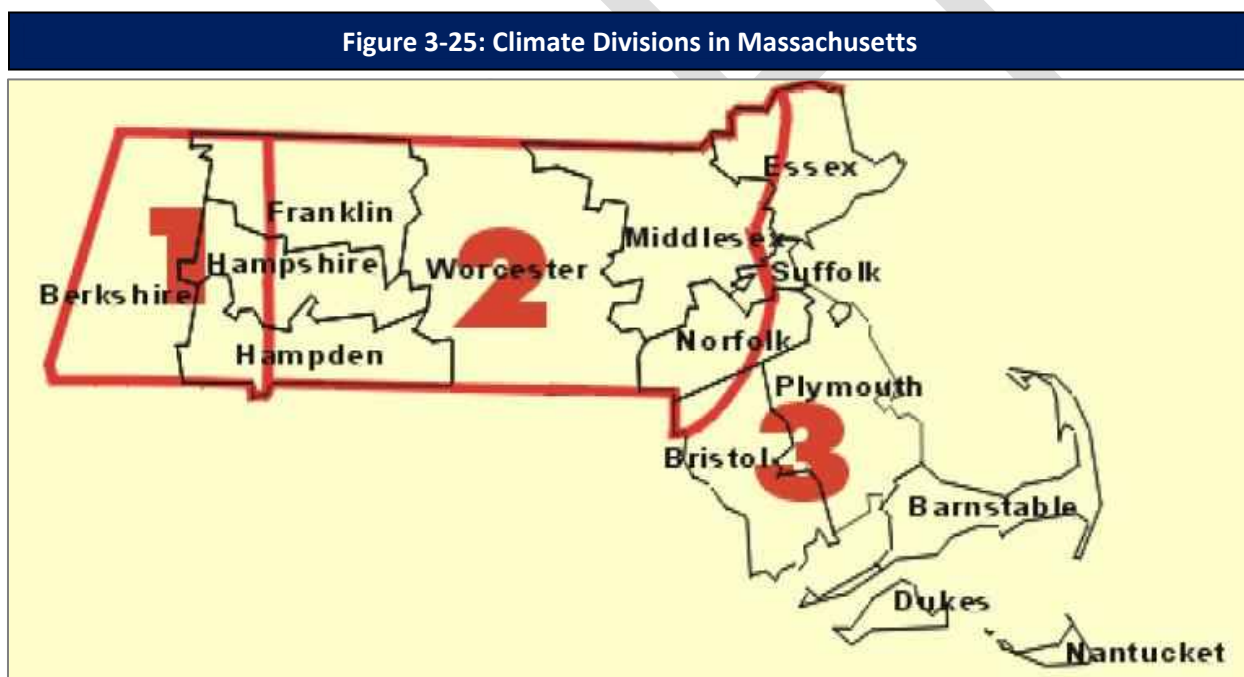 Figure 3-25: Climate Divisions in Massachusetts
Essex
Franklin
1
2
Middlesex
Hampshire
Worcester
Suffolk
Berkshire
Norfolk
Hampden
Plymouth
3
Bristol
Barnstable
Dukes
Nantucket